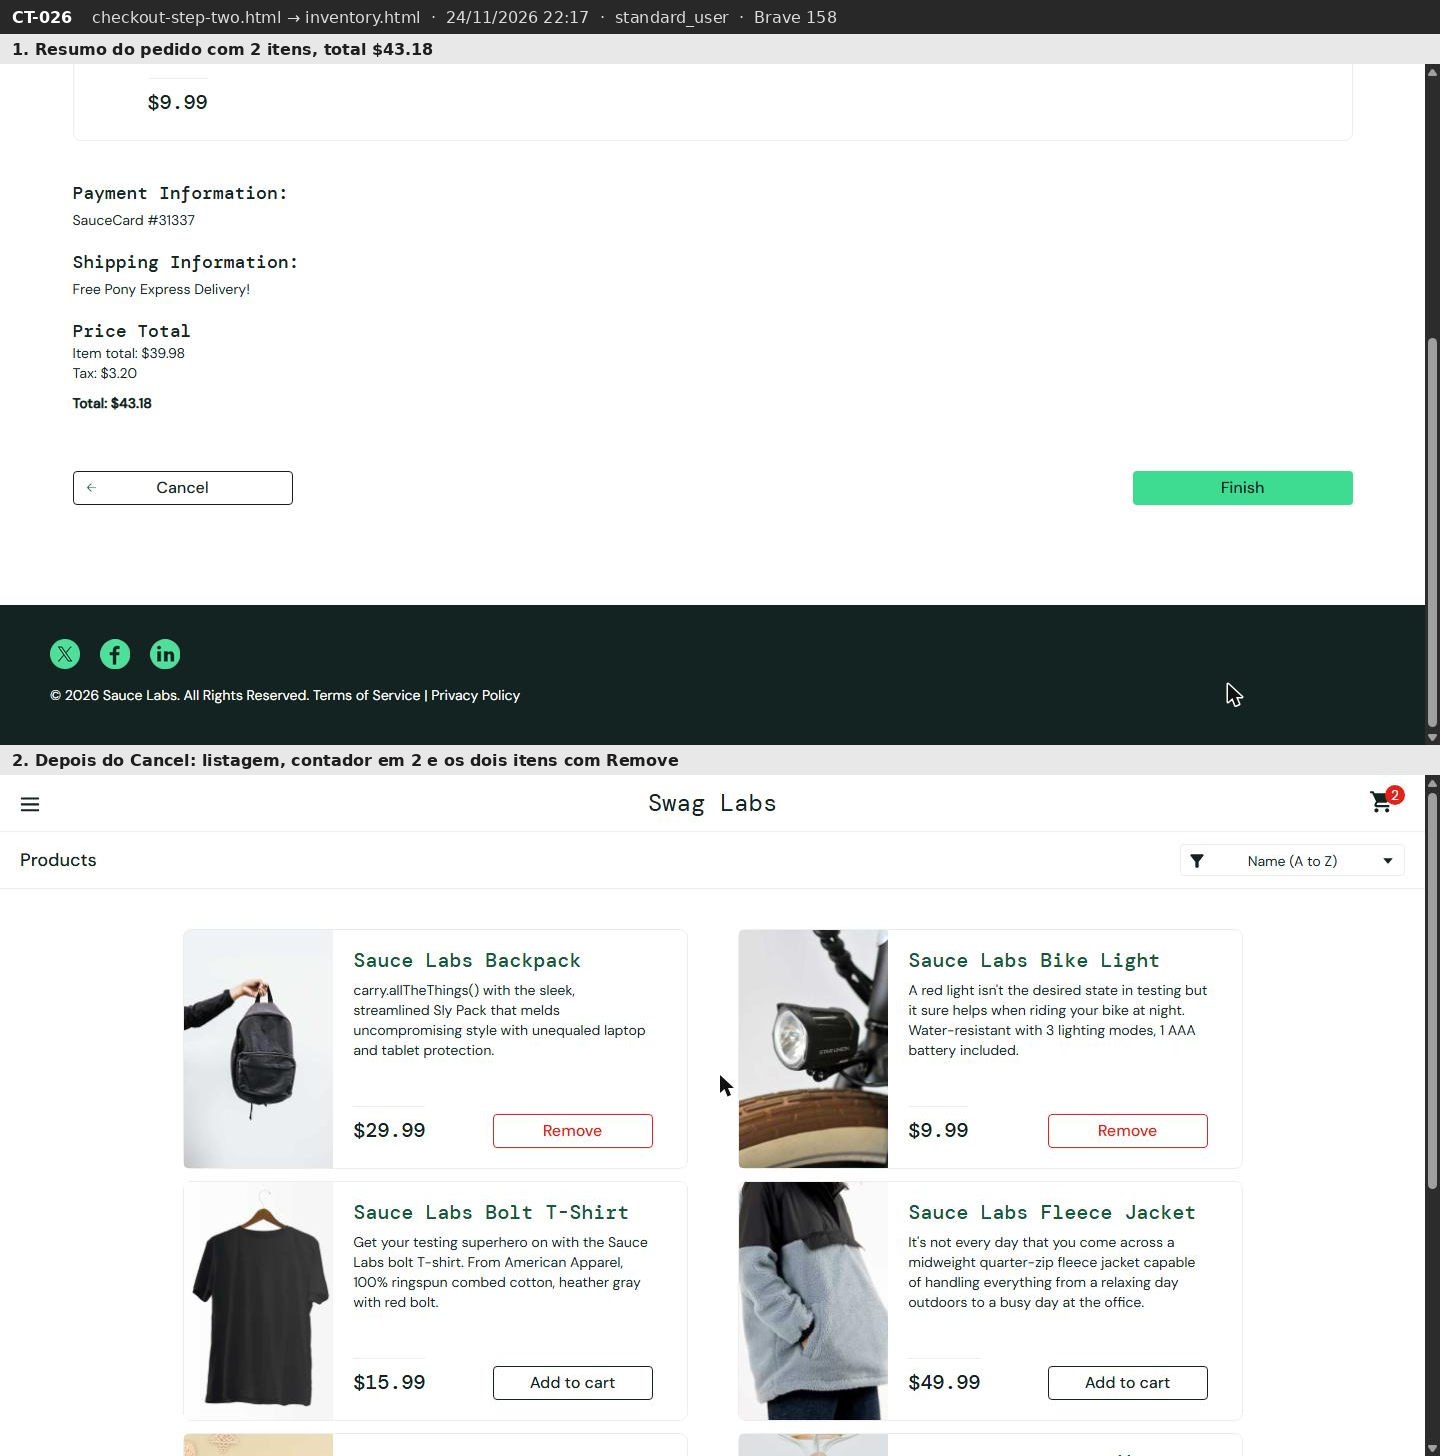 CT-026 checkout-step-two.html → inventory.html · 24/11/2026 22:17 · standard_user · Brave 158
1. Resumo do pedido com 2 itens, total $43.18
$9.99
Payment Information:
SauceCard #31337
Shipping Information:
Free Pony Express Delivery!
Price Total
Item total: $39.98
Tax: $3.20
Total: $43.18
Cancel
Finish
© 2026 Sauce Labs. All Rights Reserved. Terms of Service | Privacy Policy
2. Depois do Cancel: listagem, contador em 2 e os dois itens com Remove
Swag Labs
2
Products
Name (A to Z)
Sauce Labs Backpack
carry.allTheThings() with the sleek,
streamlined Sly Pack that melds
uncompromising style with unequaled laptop
and tablet protection.
$29.99
Remove
Sauce Labs Bike Light
A red light isn't the desired state in testing but
it sure helps when riding your bike at night.
Water-resistant with 3 lighting modes, 1 AAA
battery included.
$9.99
Remove
Sauce Labs Bolt T-Shirt
Get your testing superhero on with the Sauce
Labs bolt T-shirt. From American Apparel,
100% ringspun combed cotton, heather gray
with red bolt.
$15.99
Add to cart
Sauce Labs Fleece Jacket
It's not every day that you come across a
midweight quarter-zip fleece jacket capable
of handling everything from a relaxing day
outdoors to a busy day at the office.
$49.99
Add to cart